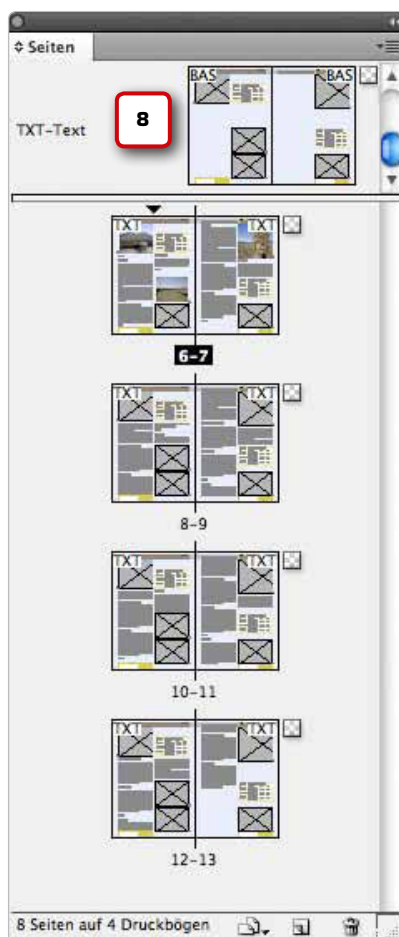 Seiten
BAS BAS
TXT-Text 8
TXT TXT
6-7
TXT TXT
8-9
TXT TXT
10-11
TXT TXT
12-13
8 Seiten auf 4 Druckbögen